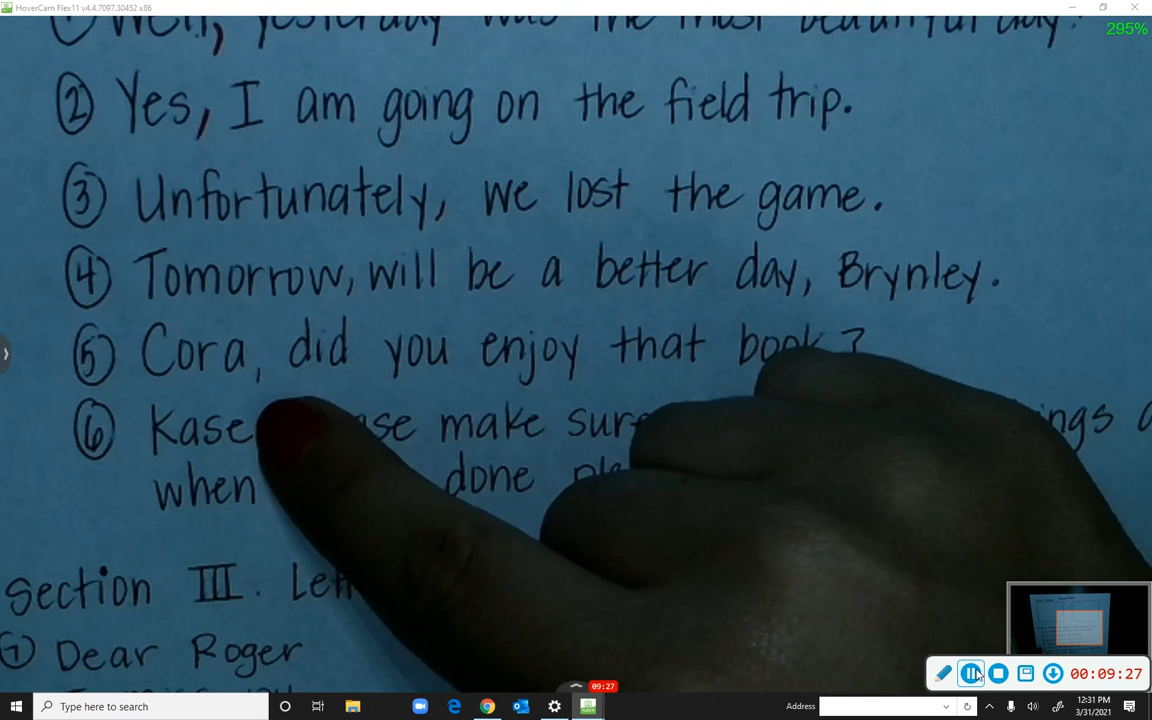 HoverCam Flex11 v4.4.7097.30452 x86
295%
① Well, yesterday was the most beautiful day.
② Yes, I am going on the field trip.
③ Unfortunately, we lost the game.
④ Tomorrow, will be a better day, Brynley.
⑤ Cora, did you enjoy that book?
⑥ Kase make
when done
Section III.
⑦ Dear Roger
00:09:27
09:27
Type here to search
Address
12:31 PM
3/31/2021